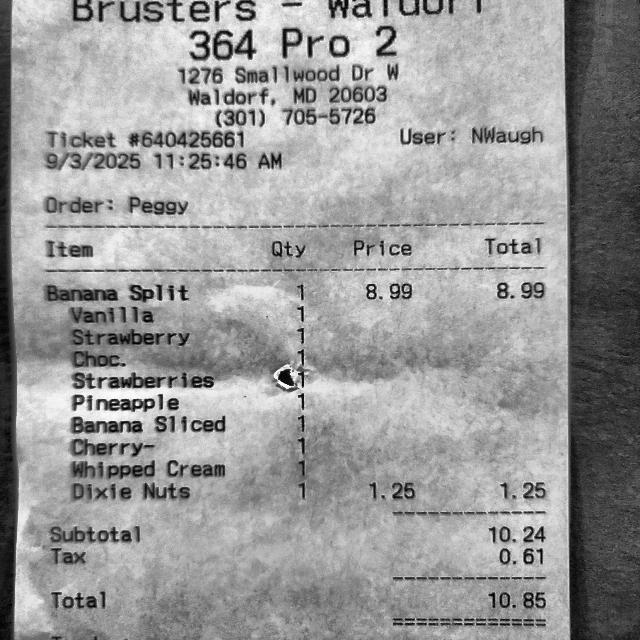 Brusters - Waldorf
364 Pro 2
1276 Smallwood Dr W
Waldorf, MD 20603
(301) 705-5726
Ticket #640425661 User: NWaugh
9/3/2025 11:25:46 AM
Order: Peggy
Item Qty Price Total
Banana Split 1 8.99 8.99
Vanilla 1
Strawberry 1
Choc. 1
Strawberries 1
Pineapple 1
Banana Sliced 1
Cherry- 1
Whipped Cream 1
Dixie Nuts 1 1.25 1.25
Subtotal 10.24
Tax 0.61
Total 10.85